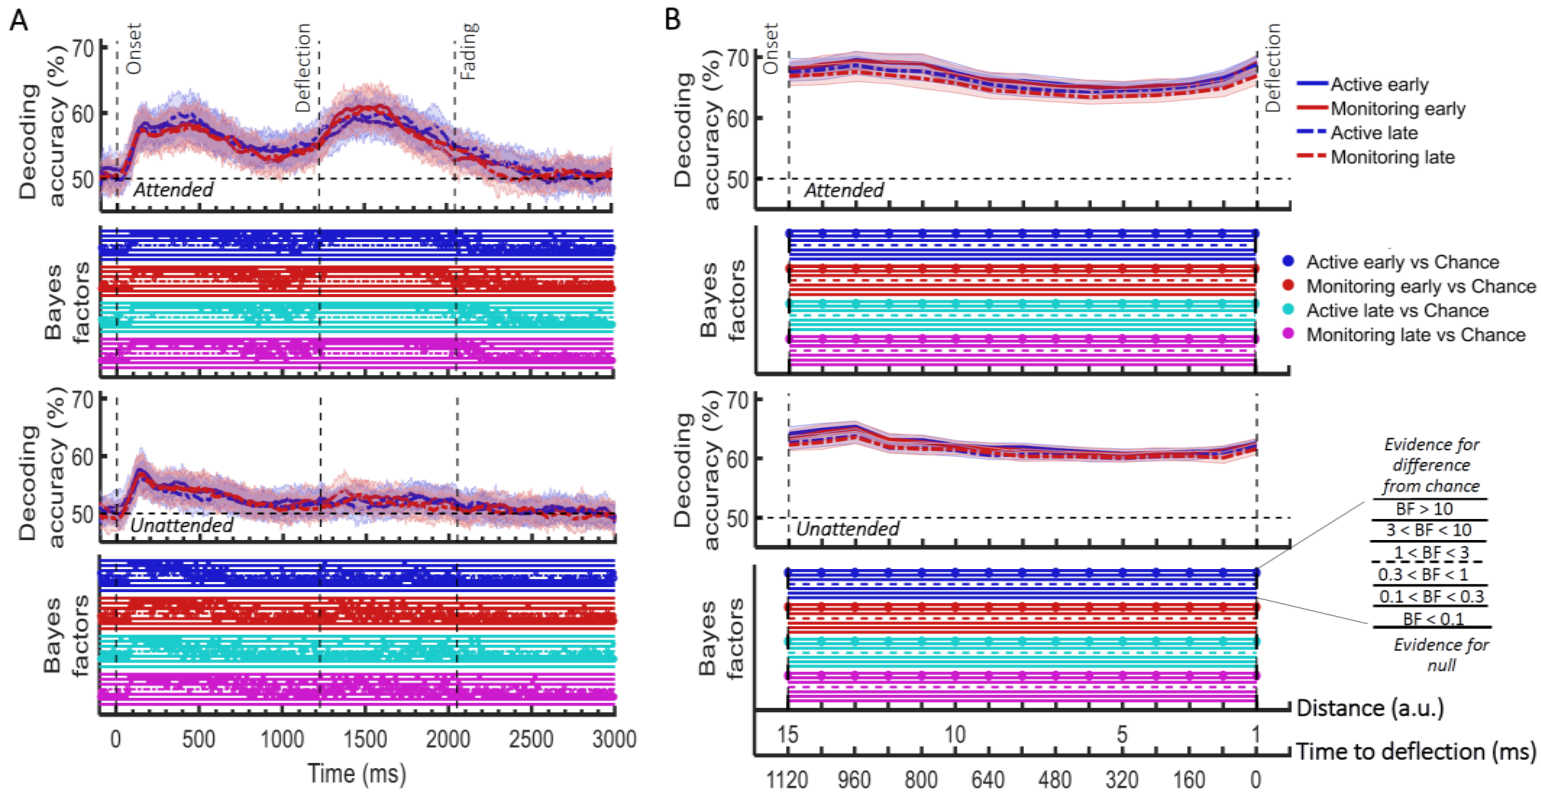 A
Onset
Deflection
Fading
70
60
50
Decoding
accuracy (%)
Attended
Bayes
factors
70
60
50
Decoding
accuracy (%)
Unattended
Bayes
factors
0 500 1000 1500 2000 2500 3000
Time (ms)
B
Onset
Deflection
70
60
50
Decoding
accuracy (%)
Attended
Active early
Monitoring early
Active late
Monitoring late
Bayes
factors
Active early vs Chance
Monitoring early vs Chance
Active late vs Chance
Monitoring late vs Chance
70
60
50
Decoding
accuracy (%)
Unattended
Bayes
factors
Evidence for
difference
from chance
BF > 10
3 < BF < 10
1 < BF < 3
0.3 < BF < 1
0.1 < BF < 0.3
BF < 0.1
Evidence for
null
Distance (a.u.)
15 10 5 1
Time to deflection (ms)
1120 960 800 640 480 320 160 0